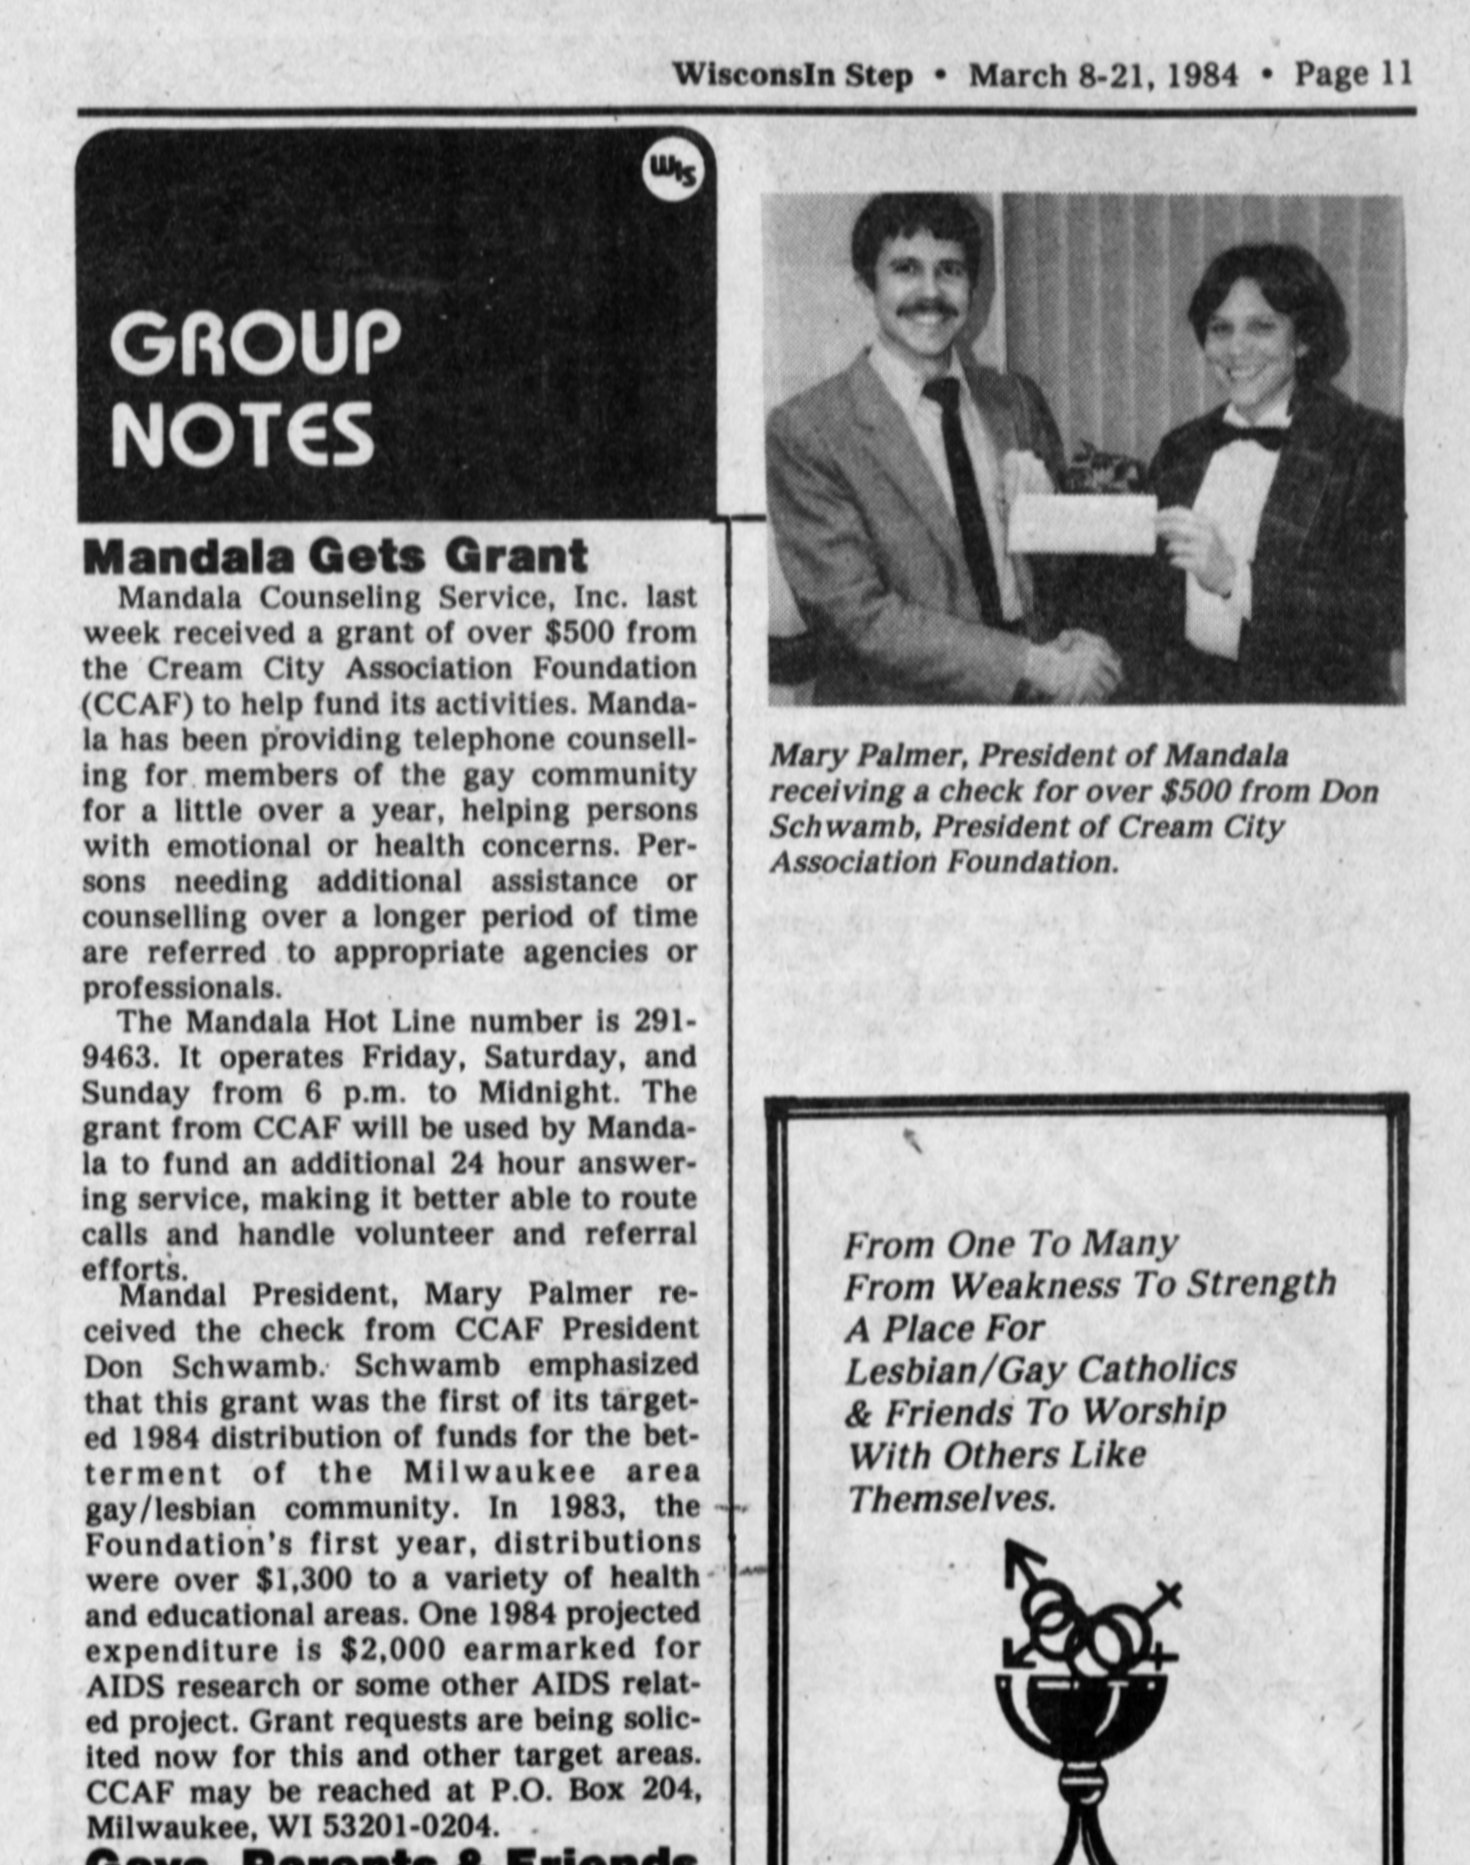 WisconsIn Step • March 8-21, 1984 • Page 11
WIS
GROUP
NOTES
Mandala Gets Grant
Mandala Counseling Service, Inc. last
week received a grant of over $500 from
the Cream City Association Foundation
(CCAF) to help fund its activities. Manda-
la has been providing telephone counsell-
ing for members of the gay community
for a little over a year, helping persons
with emotional or health concerns. Per-
sons needing additional assistance or
counselling over a longer period of time
are referred to appropriate agencies or
professionals.
The Mandala Hot Line number is 291-
9463. It operates Friday, Saturday, and
Sunday from 6 p.m. to Midnight. The
grant from CCAF will be used by Manda-
la to fund an additional 24 hour answer-
ing service, making it better able to route
calls and handle volunteer and referral
efforts.
Mandal President, Mary Palmer re-
ceived the check from CCAF President
Don Schwamb. Schwamb emphasized
that this grant was the first of its target-
ed 1984 distribution of funds for the bet-
terment of the Milwaukee area
gay/lesbian community. In 1983, the
Foundation's first year, distributions
were over $1,300 to a variety of health
and educational areas. One 1984 projected
expenditure is $2,000 earmarked for
AIDS research or some other AIDS relat-
ed project. Grant requests are being solic-
ited now for this and other target areas.
CCAF may be reached at P.O. Box 204,
Milwaukee, WI 53201-0204.
Gays, Parents & Friends
Mary Palmer, President of Mandala
receiving a check for over $500 from Don
Schwamb, President of Cream City
Association Foundation.
From One To Many
From Weakness To Strength
A Place For
Lesbian/Gay Catholics
& Friends To Worship
With Others Like
Themselves.